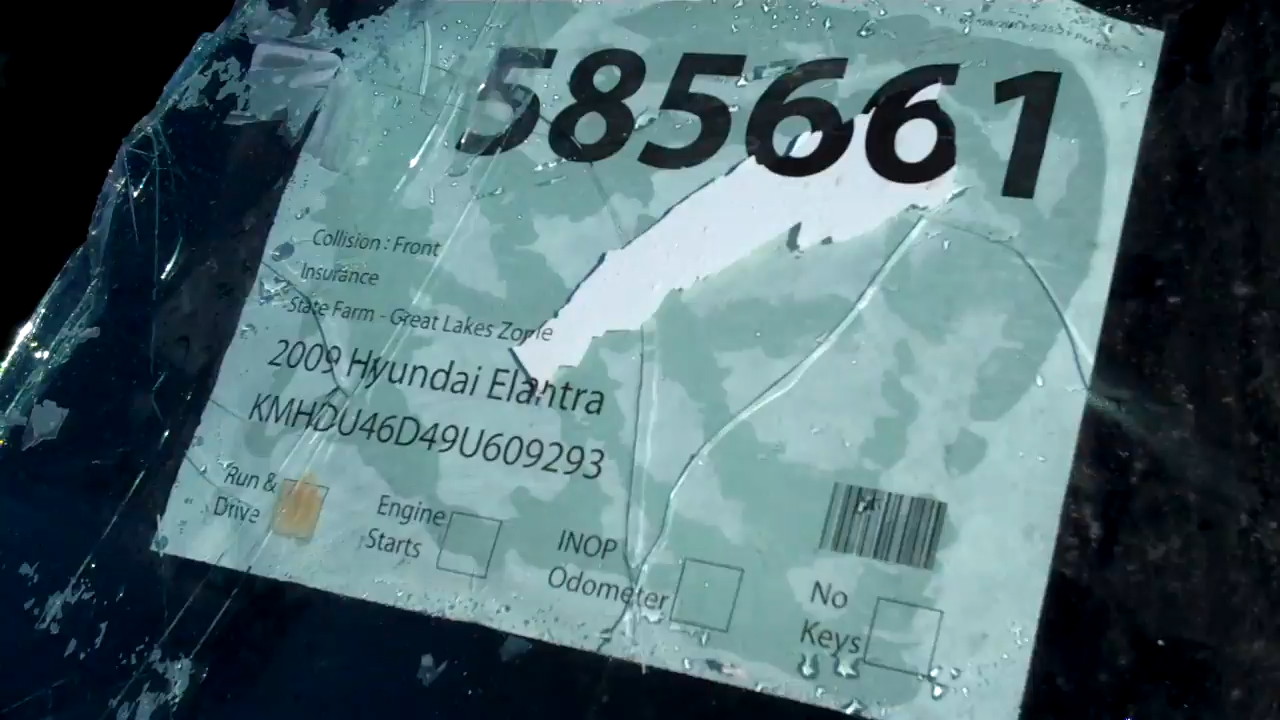 585661
Collision : Front
Insurance
State Farm - Great Lakes Zone
2009 Hyundai Elantra
KMHDU46D49U609293
Run &
Drive
Engine
Starts
INOP
Odometer
No
Keys